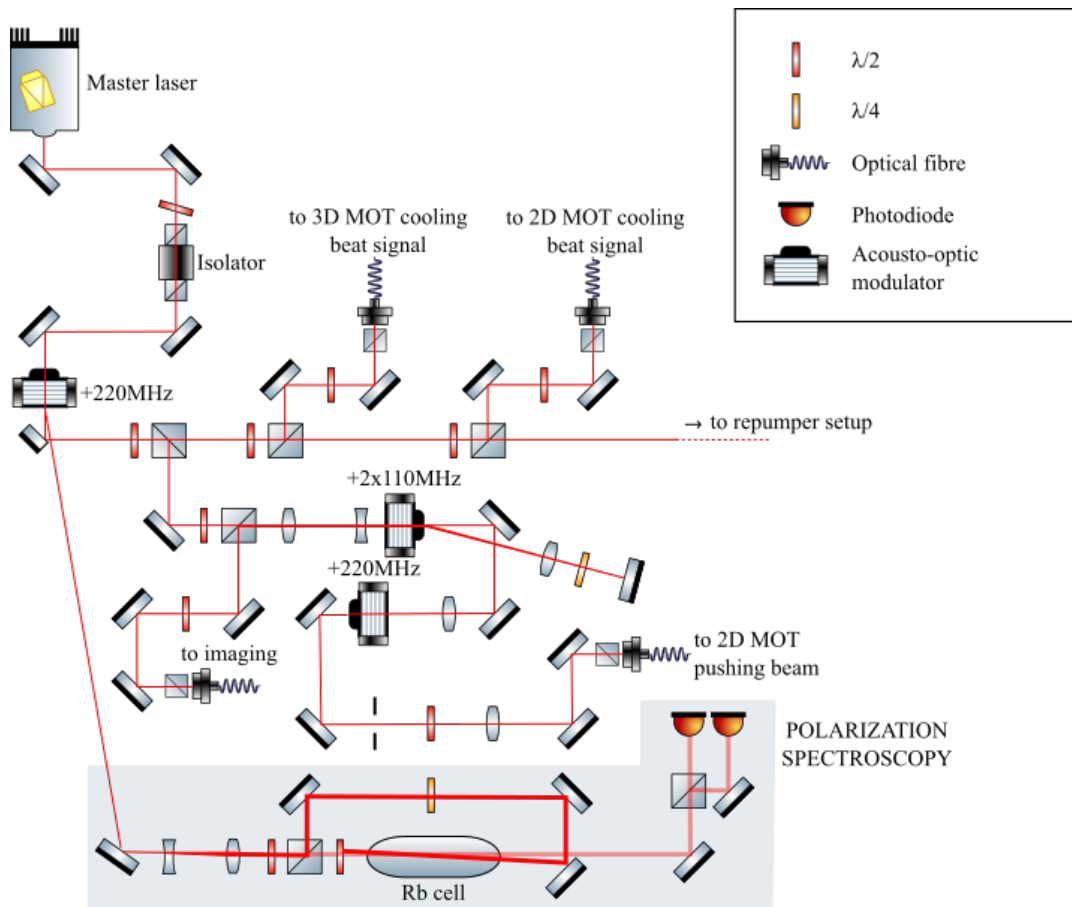 Master laser
λ/2
λ/4
Optical fibre
Photodiode
Acousto-optic
modulator
to 3D MOT cooling
beat signal
to 2D MOT cooling
beat signal
Isolator
+220MHz
→ to repumper setup
+2x110MHz
+220MHz
to imaging
to 2D MOT
pushing beam
POLARIZATION
SPECTROSCOPY
Rb cell